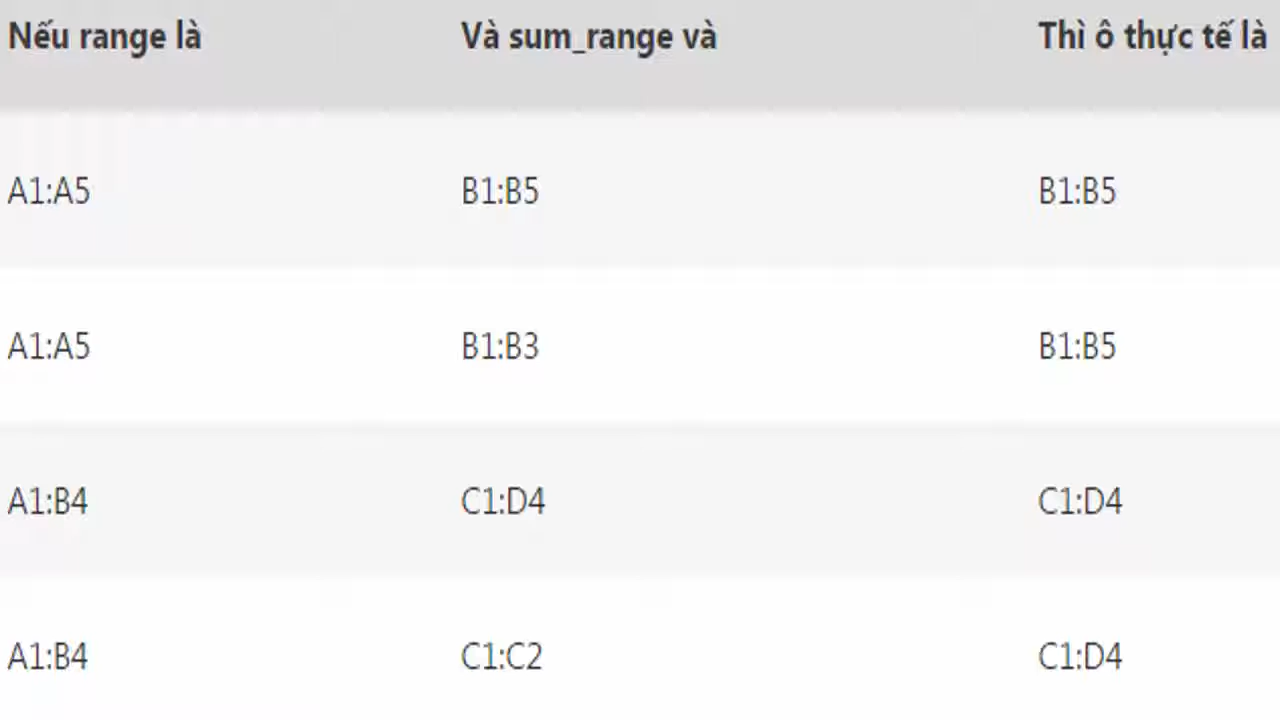 Nếu range là Và sum_range và Thì ô thực tế là
A1:A5 B1:B5 B1:B5
A1:A5 B1:B3 B1:B5
A1:B4 C1:D4 C1:D4
A1:B4 C1:C2 C1:D4